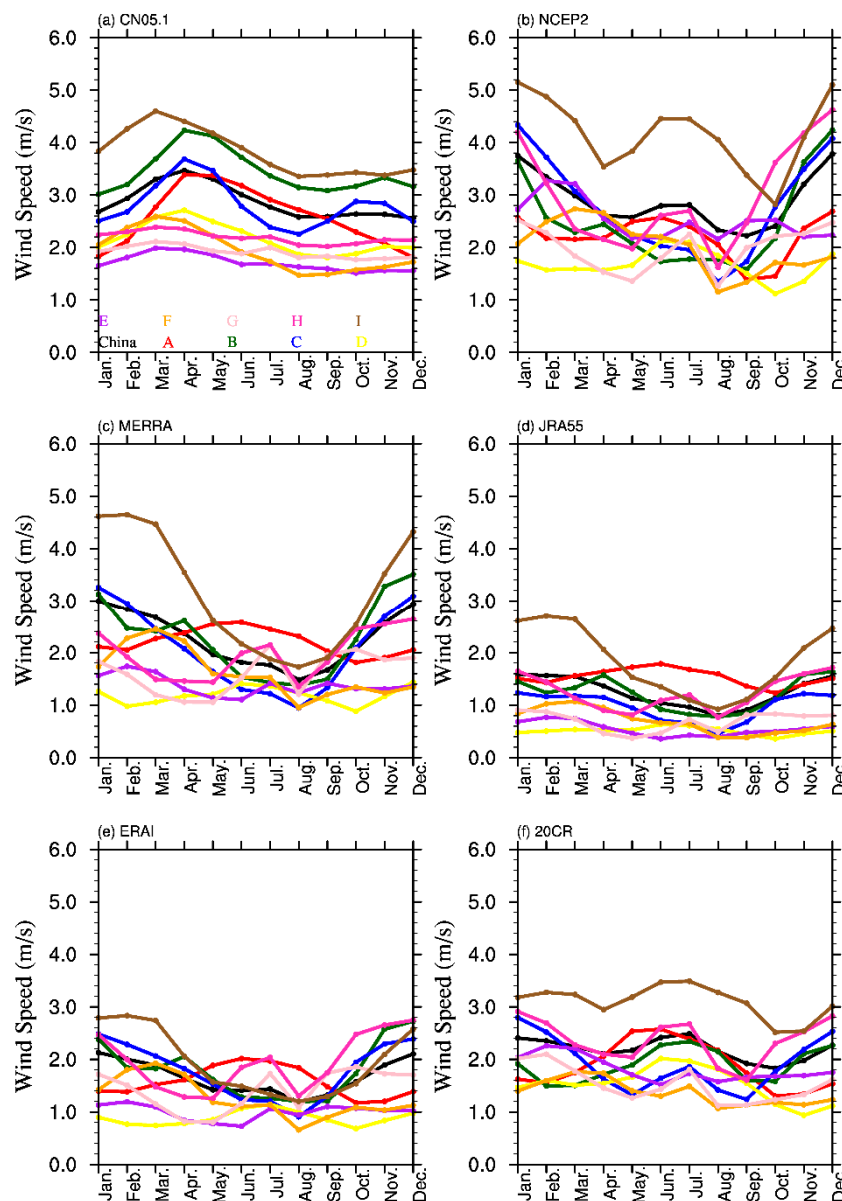 (a) CN05.1
6.0
5.0
4.0
3.0
2.0
1.0
0.0
Wind Speed (m/s)
E F G H I
China A B C D
Jan. Feb. Mar. Apr. May. Jun. Jul. Aug. Sep. Oct. Nov. Dec.
(b) NCEP2
6.0
5.0
4.0
3.0
2.0
1.0
0.0
Wind Speed (m/s)
Jan. Feb. Mar. Apr. May. Jun. Jul. Aug. Sep. Oct. Nov. Dec.
(c) MERRA
6.0
5.0
4.0
3.0
2.0
1.0
0.0
Wind Speed (m/s)
Jan. Feb. Mar. Apr. May. Jun. Jul. Aug. Sep. Oct. Nov. Dec.
(d) JRA55
6.0
5.0
4.0
3.0
2.0
1.0
0.0
Wind Speed (m/s)
Jan. Feb. Mar. Apr. May. Jun. Jul. Aug. Sep. Oct. Nov. Dec.
(e) ERAI
6.0
5.0
4.0
3.0
2.0
1.0
0.0
Wind Speed (m/s)
Jan. Feb. Mar. Apr. May. Jun. Jul. Aug. Sep. Oct. Nov. Dec.
(f) 20CR
6.0
5.0
4.0
3.0
2.0
1.0
0.0
Wind Speed (m/s)
Jan. Feb. Mar. Apr. May. Jun. Jul. Aug. Sep. Oct. Nov. Dec.